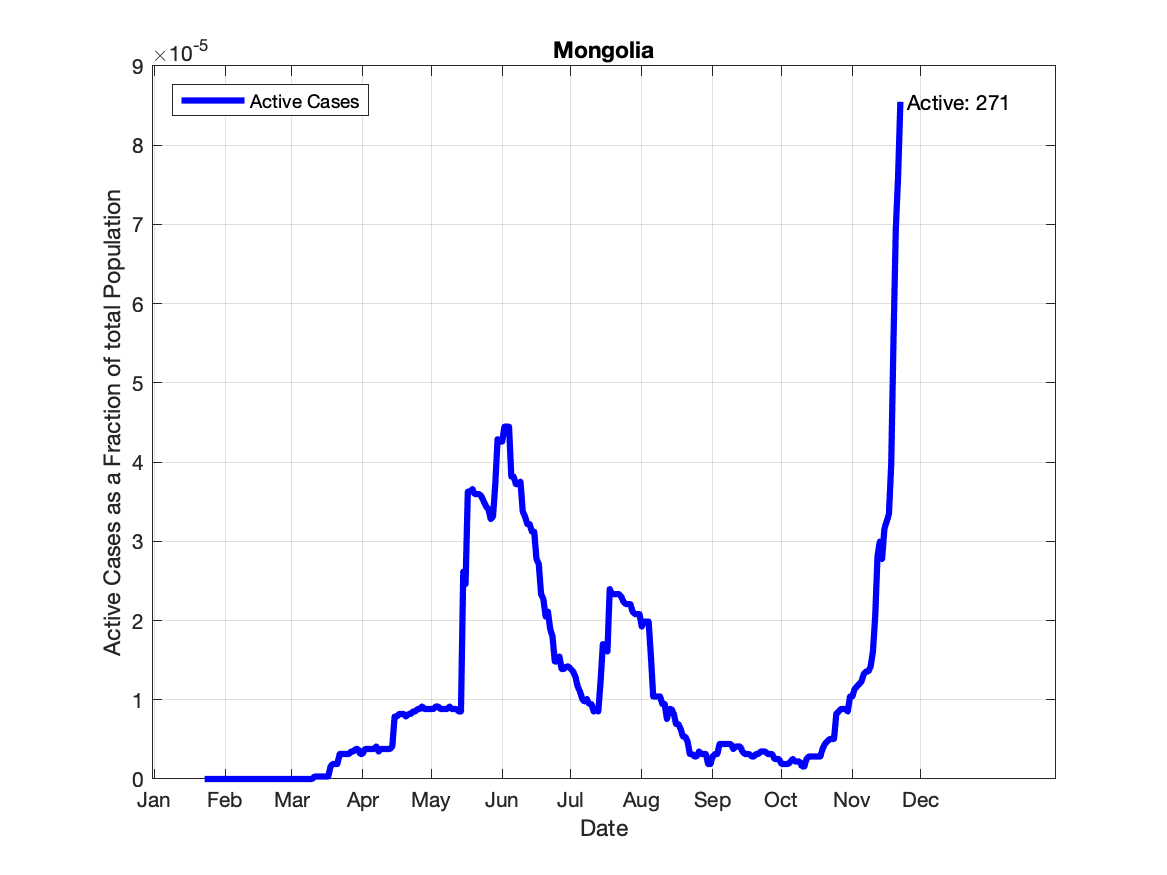 Mongolia
×10-5
9
8
7
6
5
4
3
2
1
0
Active Cases as a Fraction of total Population
Active Cases
Active: 271
Jan Feb Mar Apr May Jun Jul Aug Sep Oct Nov Dec
Date